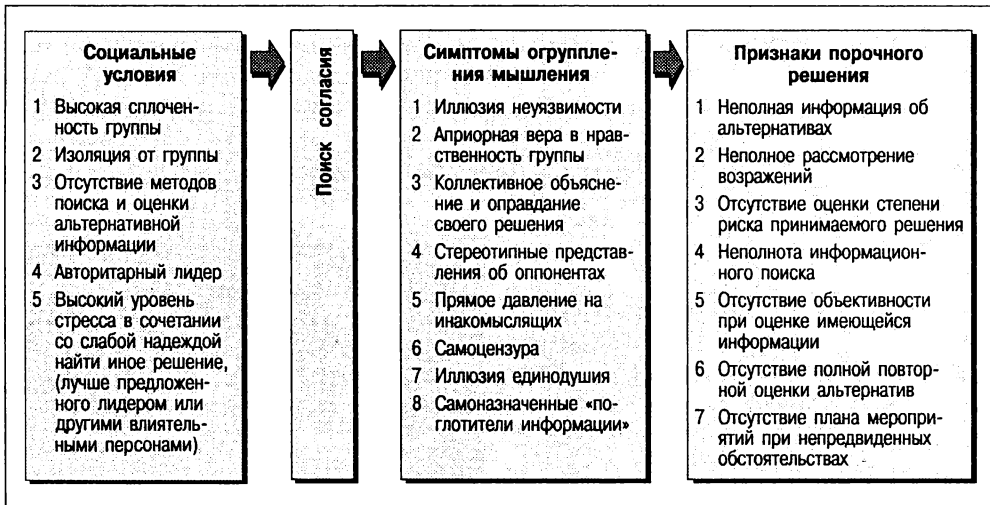 Социальные
условия
1 Высокая сплочен-
ность группы
2 Изоляция от группы
3 Отсутствие методов
поиска и оценки
альтернативной
информации
4 Авторитарный лидер
5 Высокий уровень
стресса в сочетании
со слабой надеждой
найти иное решение,
(лучше предложен-
ного лидером или
другими влиятель-
ными персонами)
Поиск согласия
Симптомы огруппле-
ния мышления
1 Иллюзия неуязвимости
2 Априорная вера в нрав-
ственность группы
3 Коллективное объясне-
ние и оправдание
своего решения
4 Стереотипные представ-
ления об оппонентах
5 Прямое давление на
инакомыслящих
6 Самоцензура
7 Иллюзия единодушия
8 Самоназначенные «по-
глотители информации»
Признаки порочного
решения
1 Неполная информация об
альтернативах
2 Неполное рассмотрение
возражений
3 Отсутствие оценки степени
риска принимаемого решения
4 Неполнота информацион-
ного поиска
5 Отсутствие объективности
при оценке имеющейся
информации
6 Отсутствие полной повтор-
ной оценки альтернатив
7 Отсутствие плана меропри-
ятий при непредвиденных
обстоятельствах